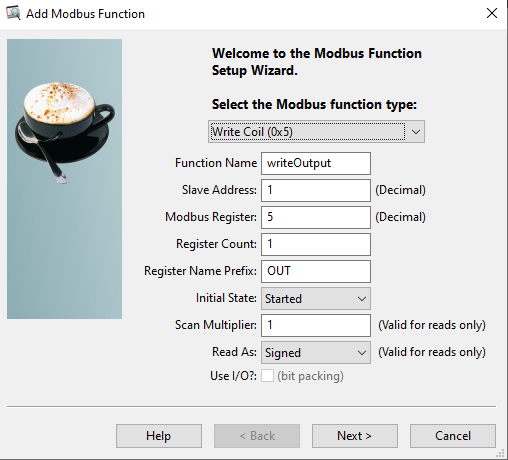 Add Modbus Function
Welcome to the Modbus Function
Setup Wizard.
Select the Modbus function type:
Write Coil (0x5)
Function Name writeOutput
Slave Address: 1 (Decimal)
Modbus Register: 5 (Decimal)
Register Count: 1
Register Name Prefix: OUT
Initial State: Started
Scan Multiplier: 1 (Valid for reads only)
Read As: Signed (Valid for reads only)
Use I/O?: (bit packing)
Help < Back Next > Cancel